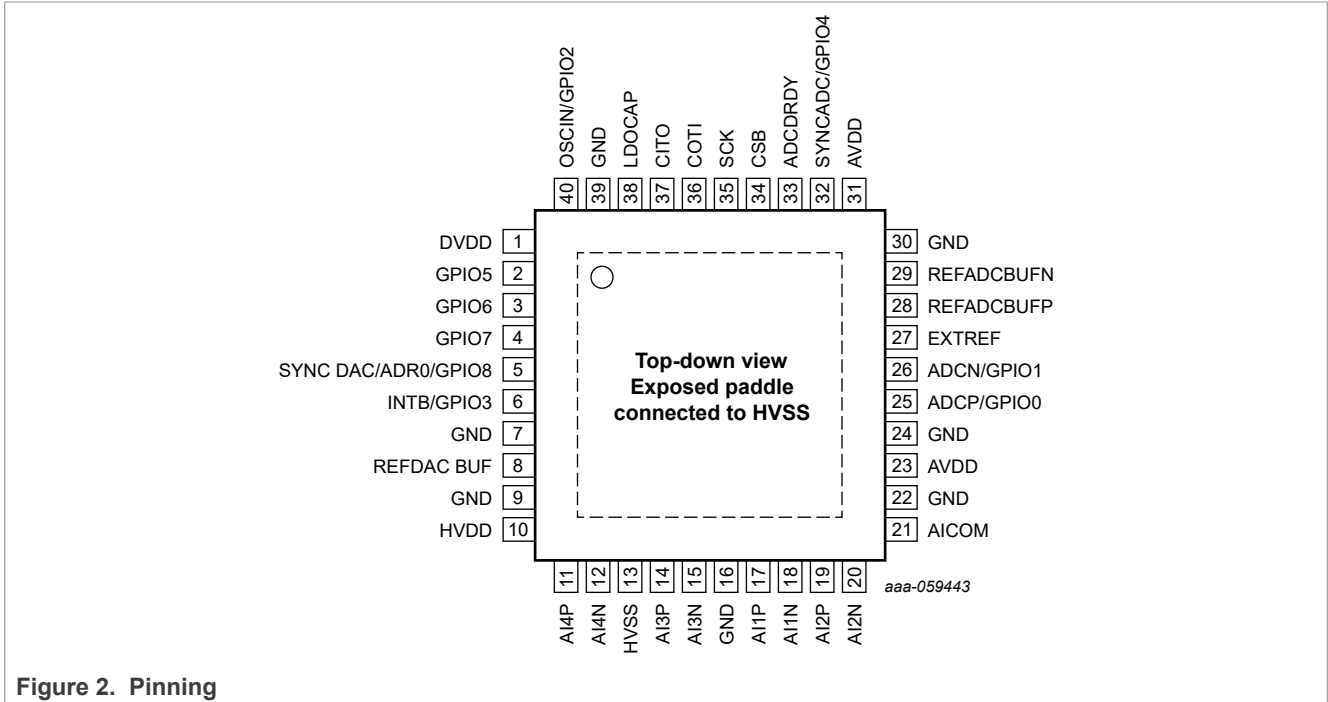 OSCIN/GPIO2
GND
LDOCAP
CITO
COTI
SCK
CSB
ADCDRDY
SYNCADC/GPIO4
AVDD
40 39 38 37 36 35 34 33 32 31
DVDD 1
GPIO5 2
GPIO6 3
GPIO7 4
SYNC DAC/ADR0/GPIO8 5
INTB/GPIO3 6
GND 7
REFDAC BUF 8
GND 9
HVDD 10
Top-down view
Exposed paddle
connected to HVSS
30 GND
29 REFADCBUFN
28 REFADCBUFP
27 EXTREF
26 ADCN/GPIO1
25 ADCP/GPIO0
24 GND
23 AVDD
22 GND
21 AICOM
11 12 13 14 15 16 17 18 19 20
AI4P
AI4N
HVSS
AI3P
AI3N
GND
AI1P
AI1N
AI2P
AI2N
aaa-059443
Figure 2. Pinning